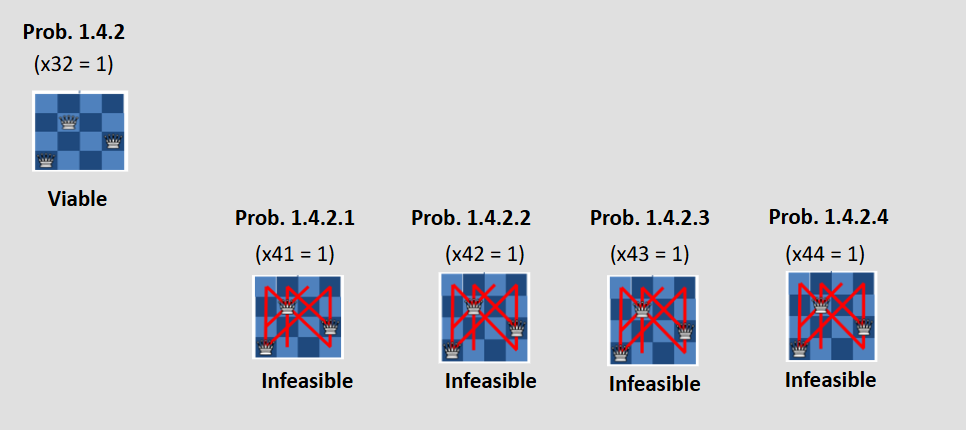 Prob. 1.4.2
(x32 = 1)
Viable
Prob. 1.4.2.1
(x41 = 1)
Infeasible
Prob. 1.4.2.2
(x42 = 1)
Infeasible
Prob. 1.4.2.3
(x43 = 1)
Infeasible
Prob. 1.4.2.4
(x44 = 1)
Infeasible